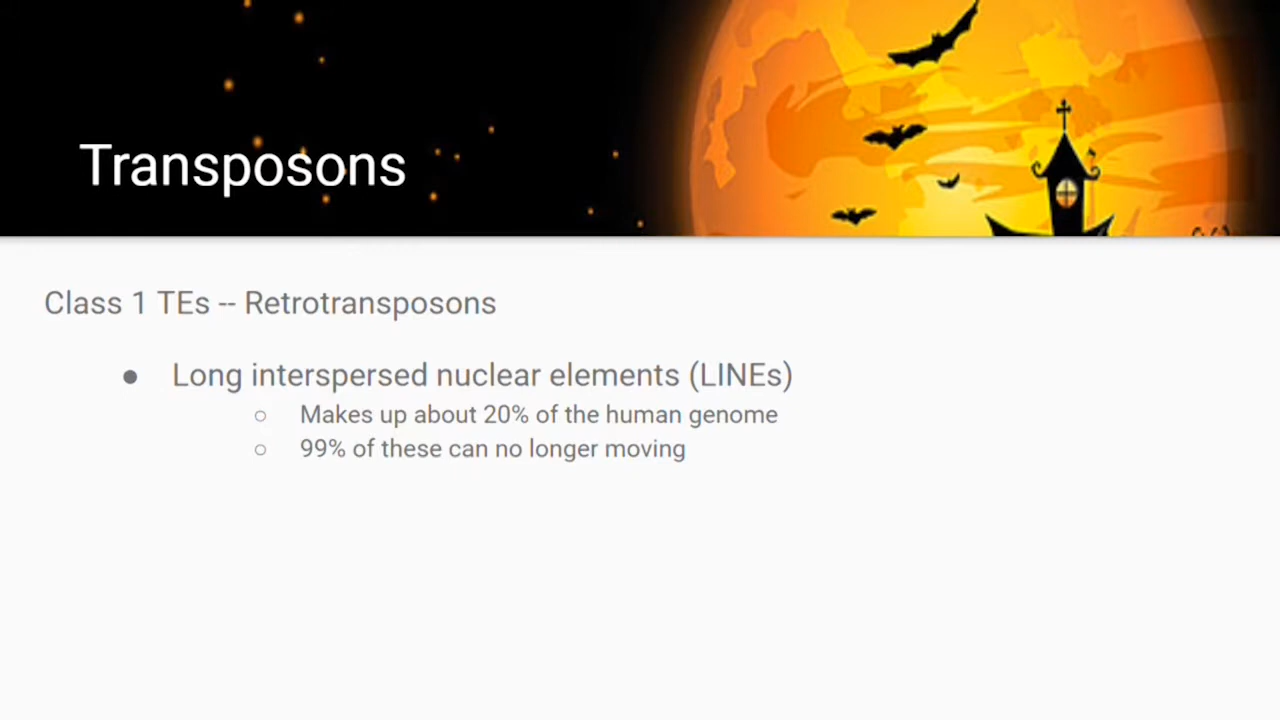 Transposons
Class 1 TEs -- Retrotransposons
● Long interspersed nuclear elements (LINEs)
○ Makes up about 20% of the human genome
○ 99% of these can no longer moving